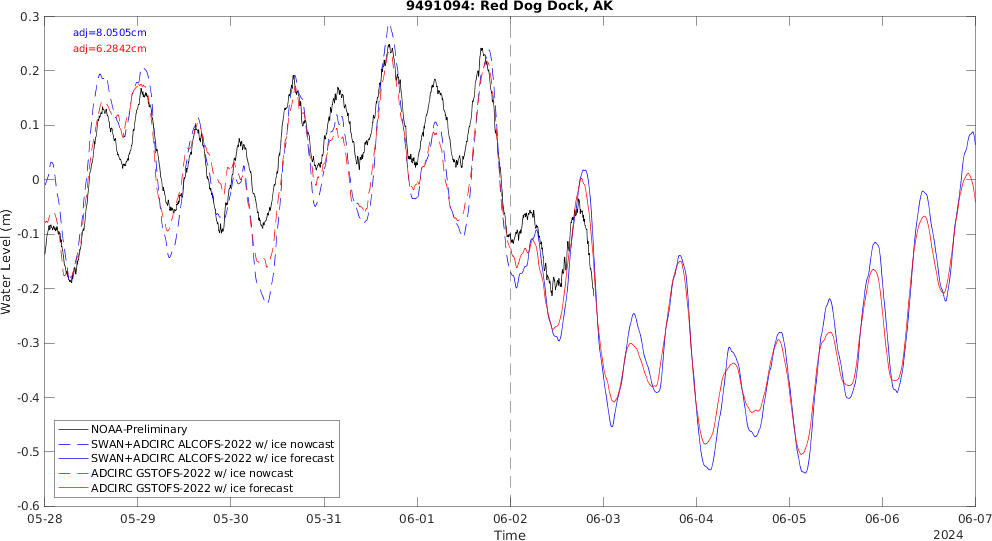 9491094: Red Dog Dock, AK
adj=8.0505cm
adj=6.2842cm
0.3
0.2
0.1
0
-0.1
-0.2
-0.3
-0.4
-0.5
-0.6
Water Level (m)
NOAA-Preliminary
SWAN+ADCIRC ALCOFS-2022 w/ ice nowcast
SWAN+ADCIRC ALCOFS-2022 w/ ice forecast
ADCIRC GSTOFS-2022 w/ ice nowcast
ADCIRC GSTOFS-2022 w/ ice forecast
05-28 05-29 05-30 05-31 06-01 06-02 06-03 06-04 06-05 06-06 06-07
Time
2024